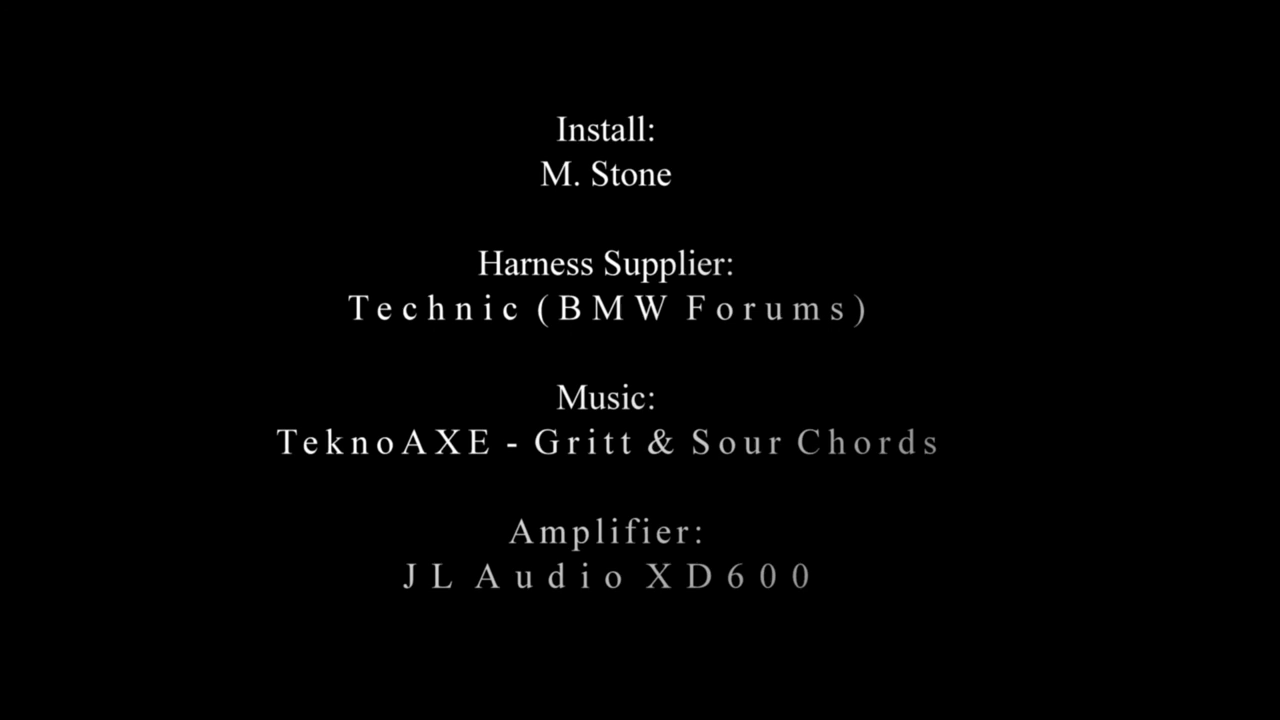 Install:
M. Stone
Harness Supplier:
Technic (BMW Forums)
Music:
TeknoAXE - Gritt & Sour Chords
Amplifier:
JL Audio XD600